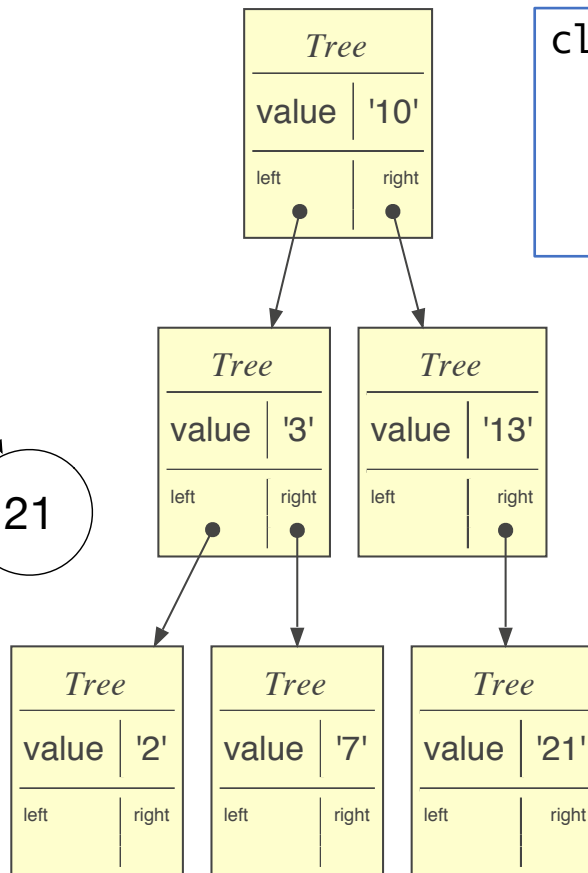 Tree
value '10'
left right
cl
Tree
value '3'
left right
Tree
value '13'
left right
21
Tree
value '2'
left right
Tree
value '7'
left right
Tree
value '21'
left right